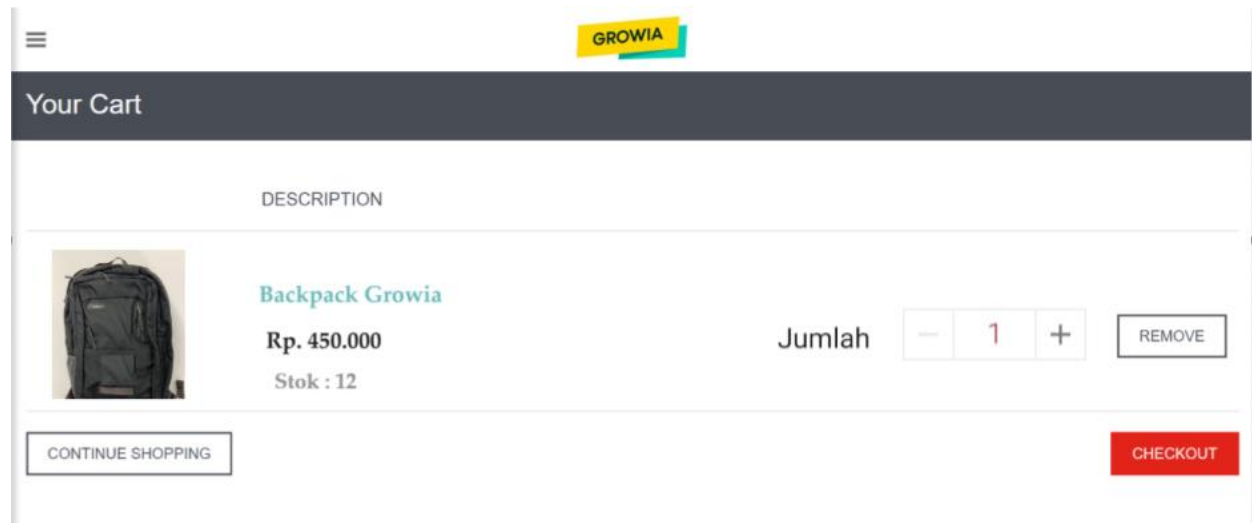 GROWIA
Your Cart
DESCRIPTION
Backpack Growia
Rp. 450.000
Stok : 12
Jumlah
1
REMOVE
CONTINUE SHOPPING
CHECKOUT